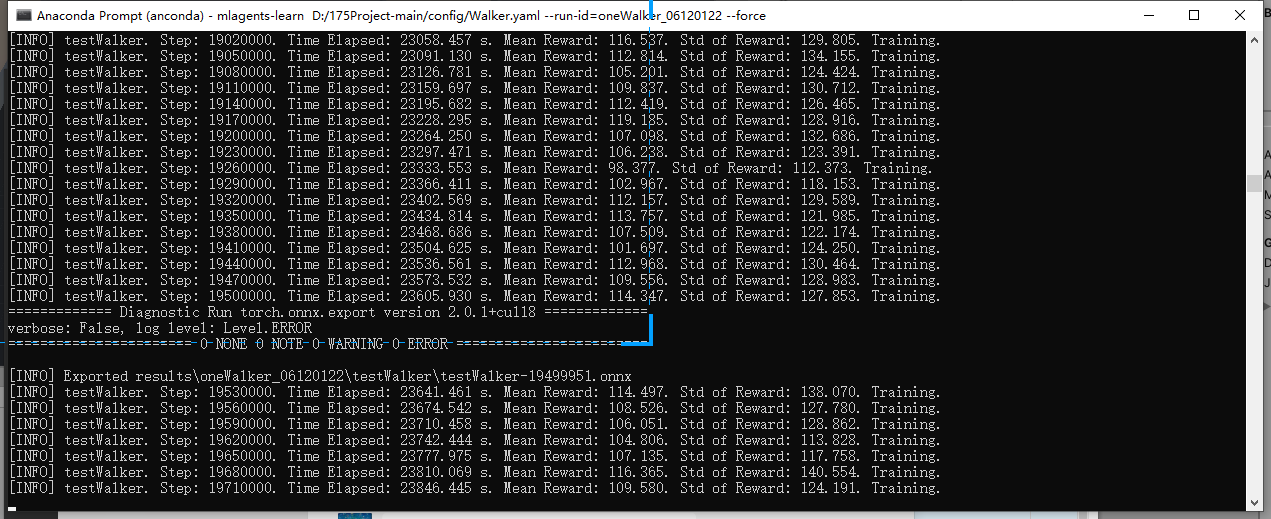 Anaconda Prompt (anconda) - mlagents-learn D:/175Project-main/config/Walker.yaml --run-id=oneWalker_06120122 --force
[INFO] testWalker. Step: 19020000. Time Elapsed: 23058.457 s. Mean Reward: 116.537. Std of Reward: 129.805. Training.
[INFO] testWalker. Step: 19050000. Time Elapsed: 23091.130 s. Mean Reward: 112.814. Std of Reward: 134.155. Training.
[INFO] testWalker. Step: 19080000. Time Elapsed: 23126.781 s. Mean Reward: 105.201. Std of Reward: 124.424. Training.
[INFO] testWalker. Step: 19110000. Time Elapsed: 23159.697 s. Mean Reward: 109.837. Std of Reward: 130.712. Training.
[INFO] testWalker. Step: 19140000. Time Elapsed: 23195.682 s. Mean Reward: 112.419. Std of Reward: 126.465. Training.
[INFO] testWalker. Step: 19170000. Time Elapsed: 23228.295 s. Mean Reward: 119.185. Std of Reward: 128.916. Training.
[INFO] testWalker. Step: 19200000. Time Elapsed: 23264.250 s. Mean Reward: 107.098. Std of Reward: 132.686. Training.
[INFO] testWalker. Step: 19230000. Time Elapsed: 23297.471 s. Mean Reward: 106.238. Std of Reward: 123.391. Training.
[INFO] testWalker. Step: 19260000. Time Elapsed: 23333.553 s. Mean Reward: 98.377. Std of Reward: 112.373. Training.
[INFO] testWalker. Step: 19290000. Time Elapsed: 23366.411 s. Mean Reward: 102.967. Std of Reward: 118.153. Training.
[INFO] testWalker. Step: 19320000. Time Elapsed: 23402.569 s. Mean Reward: 112.157. Std of Reward: 129.589. Training.
[INFO] testWalker. Step: 19350000. Time Elapsed: 23434.814 s. Mean Reward: 113.757. Std of Reward: 121.985. Training.
[INFO] testWalker. Step: 19380000. Time Elapsed: 23468.686 s. Mean Reward: 107.509. Std of Reward: 122.174. Training.
[INFO] testWalker. Step: 19410000. Time Elapsed: 23504.625 s. Mean Reward: 101.697. Std of Reward: 124.250. Training.
[INFO] testWalker. Step: 19440000. Time Elapsed: 23536.561 s. Mean Reward: 112.968. Std of Reward: 130.464. Training.
[INFO] testWalker. Step: 19470000. Time Elapsed: 23573.532 s. Mean Reward: 109.556. Std of Reward: 128.983. Training.
[INFO] testWalker. Step: 19500000. Time Elapsed: 23605.930 s. Mean Reward: 114.347. Std of Reward: 127.853. Training.
============= Diagnostic Run torch.onnx.export version 2.0.1+cu118 =============
verbose: False, log level: Level.ERROR
======================= 0 NONE 0 NOTE 0 WARNING 0 ERROR ========================
[INFO] Exported results\oneWalker_06120122\testWalker\testWalker-19499951.onnx
[INFO] testWalker. Step: 19530000. Time Elapsed: 23641.461 s. Mean Reward: 114.497. Std of Reward: 138.070. Training.
[INFO] testWalker. Step: 19560000. Time Elapsed: 23674.542 s. Mean Reward: 108.526. Std of Reward: 127.780. Training.
[INFO] testWalker. Step: 19590000. Time Elapsed: 23710.458 s. Mean Reward: 106.051. Std of Reward: 128.862. Training.
[INFO] testWalker. Step: 19620000. Time Elapsed: 23742.444 s. Mean Reward: 104.806. Std of Reward: 113.828. Training.
[INFO] testWalker. Step: 19650000. Time Elapsed: 23777.975 s. Mean Reward: 107.135. Std of Reward: 117.758. Training.
[INFO] testWalker. Step: 19680000. Time Elapsed: 23810.069 s. Mean Reward: 116.365. Std of Reward: 140.554. Training.
[INFO] testWalker. Step: 19710000. Time Elapsed: 23846.445 s. Mean Reward: 109.580. Std of Reward: 124.191. Training.